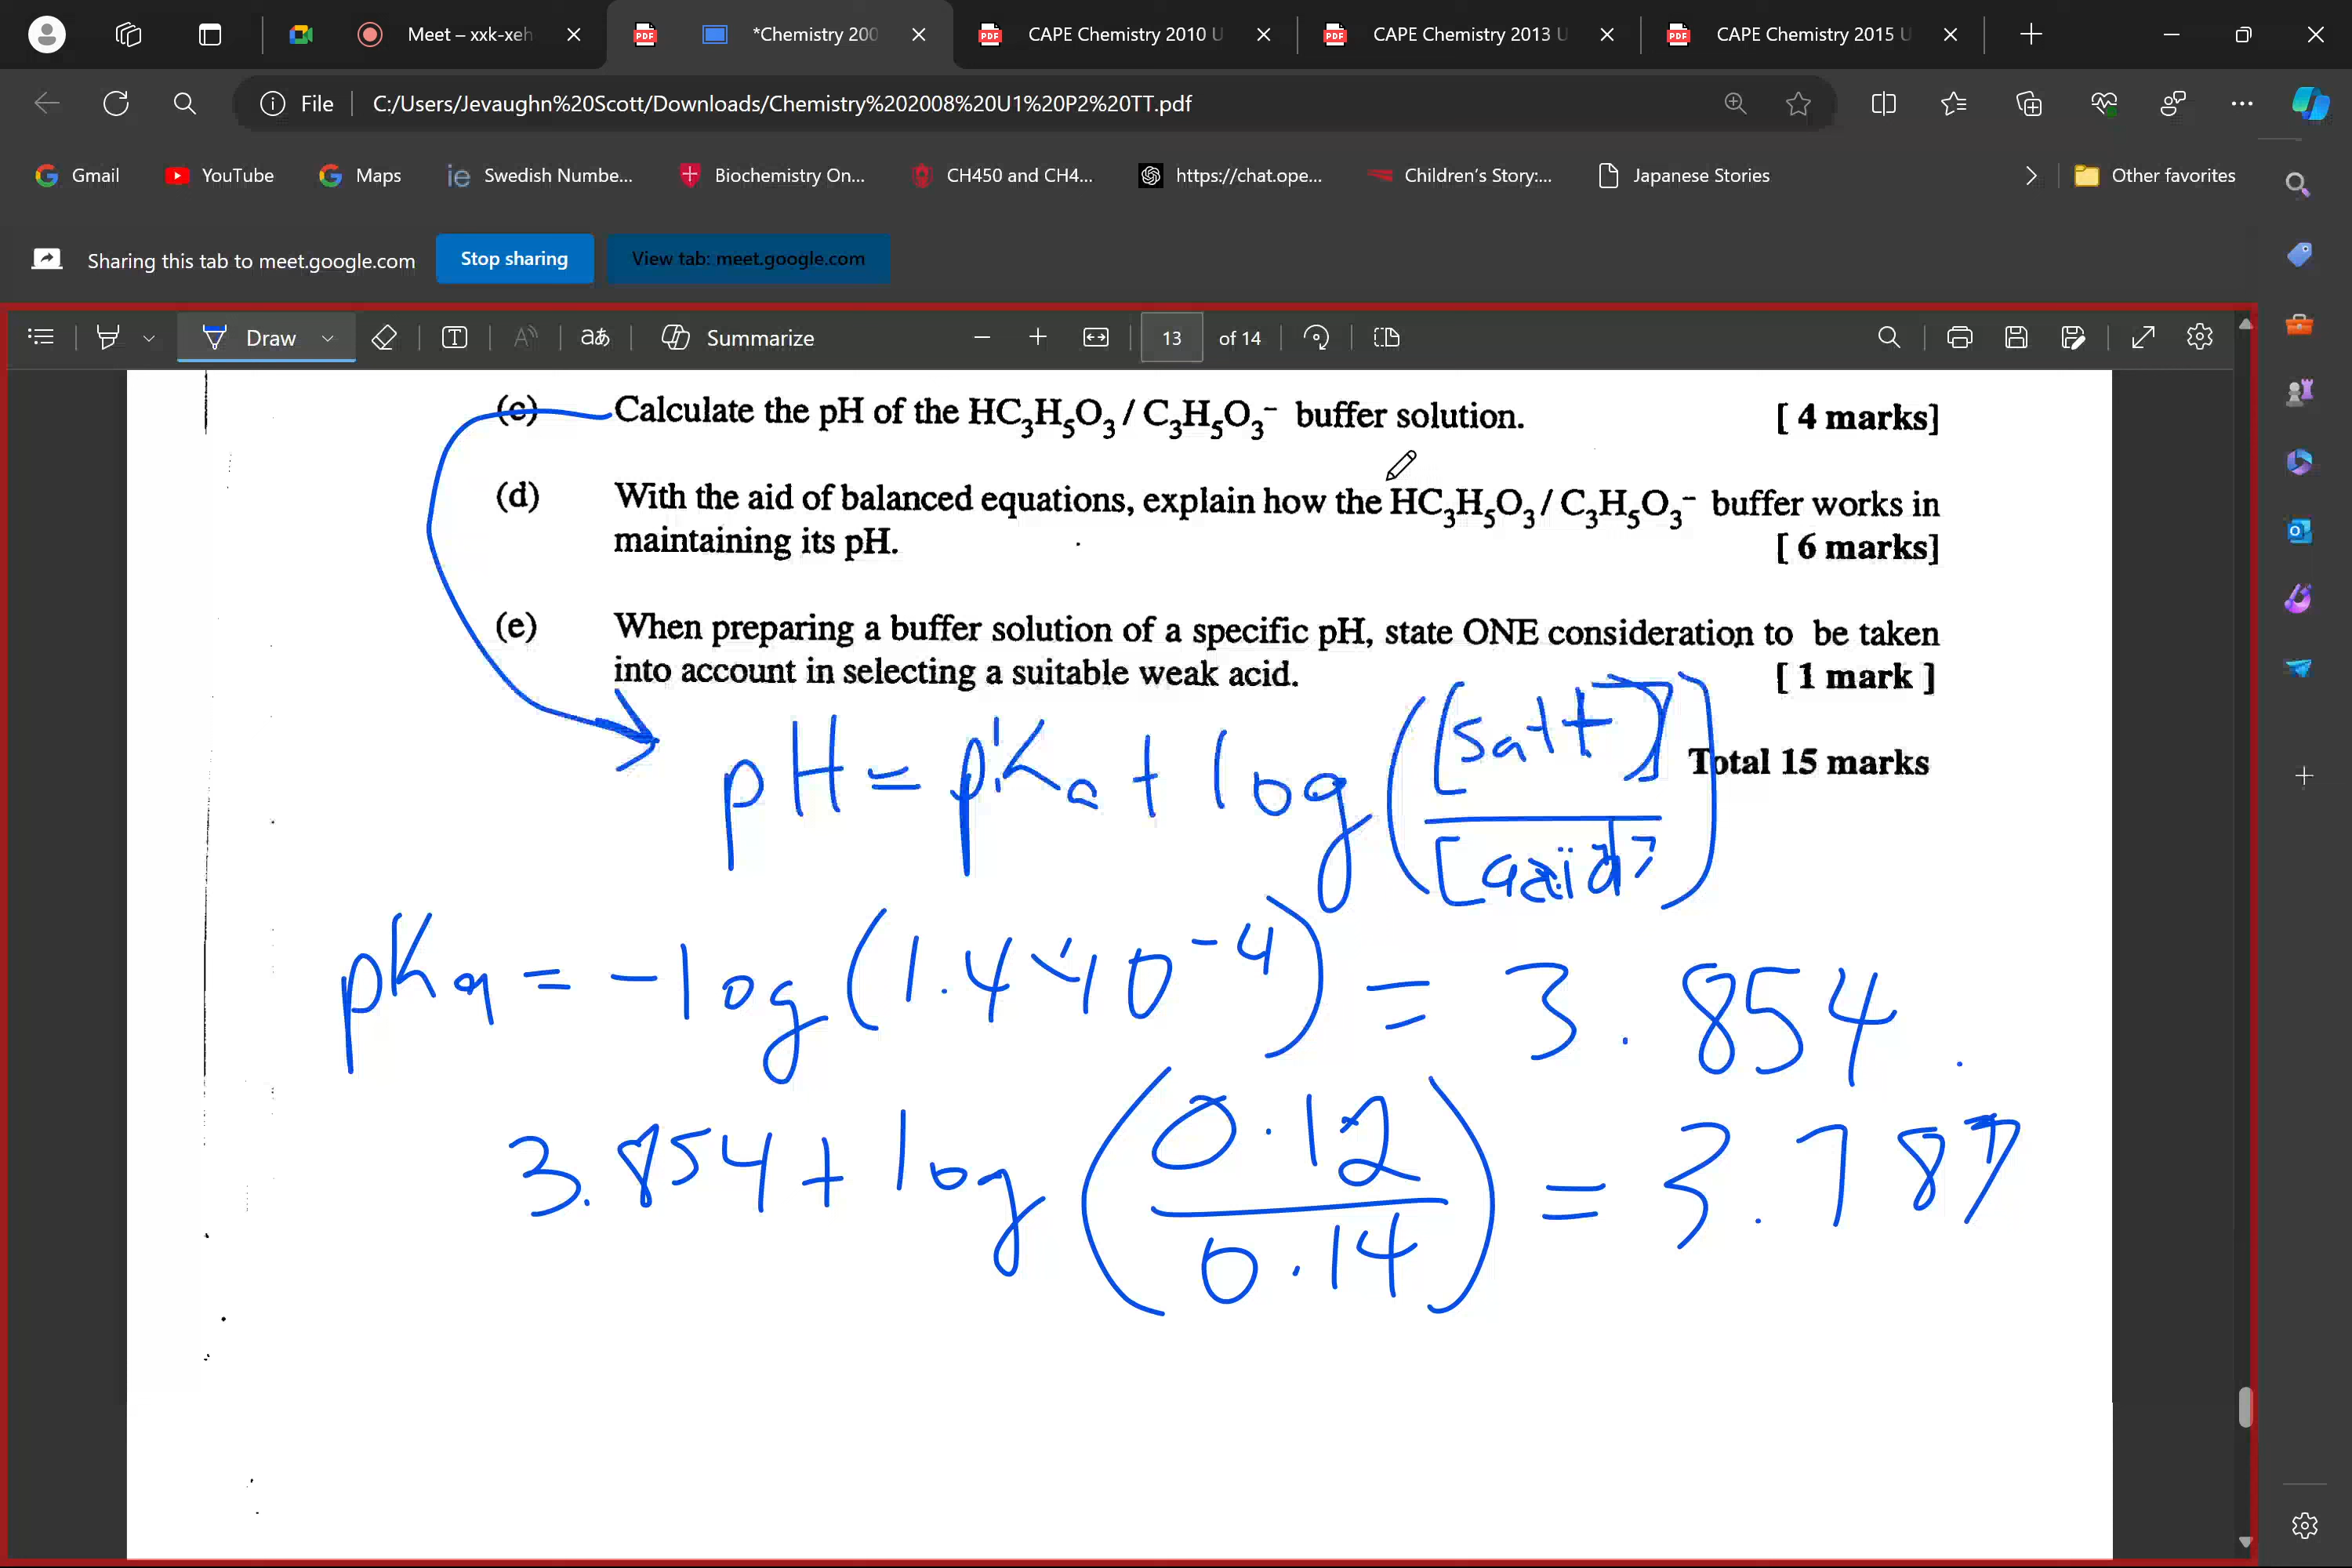 Meet – xxk-xeh
*Chemistry 200
CAPE Chemistry 2010 U
CAPE Chemistry 2013 U
CAPE Chemistry 2015 U
File
C:/Users/Jevaughn%20Scott/Downloads/Chemistry%202008%20U1%20P2%20TT.pdf
Gmail YouTube Maps Swedish Numbe... Biochemistry On... CH450 and CH4... https://chat.ope... Children's Story:... Japanese Stories Other favorites
Sharing this tab to meet.google.com Stop sharing View tab: meet.google.com
Draw Summarize 13 of 14
(c) Calculate the pH of the HC₃H₅O₃ / C₃H₅O₃⁻ buffer solution. [ 4 marks]
(d) With the aid of balanced equations, explain how the HC₃H₅O₃ / C₃H₅O₃⁻ buffer works in
maintaining its pH. [ 6 marks]
(e) When preparing a buffer solution of a specific pH, state ONE consideration to be taken
into account in selecting a suitable weak acid. [ 1 mark ]
Total 15 marks
pH = pKa + log ([salt]/[acid])
pKa = -log (1.4×10⁻⁴) = 3.854
3.854 + log (0.12/0.14) = 3.787